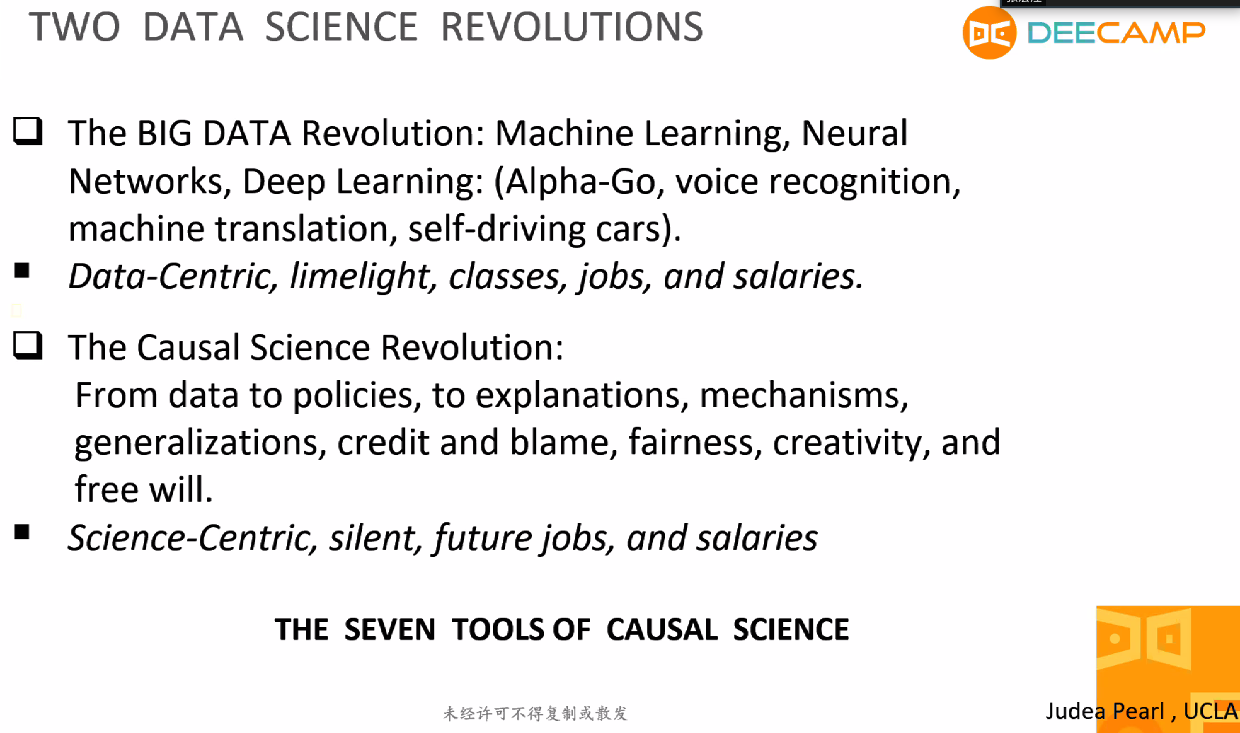 TWO DATA SCIENCE REVOLUTIONS
DEECAMP
The BIG DATA Revolution: Machine Learning, Neural
Networks, Deep Learning: (Alpha-Go, voice recognition,
machine translation, self-driving cars).
Data-Centric, limelight, classes, jobs, and salaries.
The Causal Science Revolution:
From data to policies, to explanations, mechanisms,
generalizations, credit and blame, fairness, creativity, and
free will.
Science-Centric, silent, future jobs, and salaries
THE SEVEN TOOLS OF CAUSAL SCIENCE
未经许可不得复制或散发
Judea Pearl , UCLA